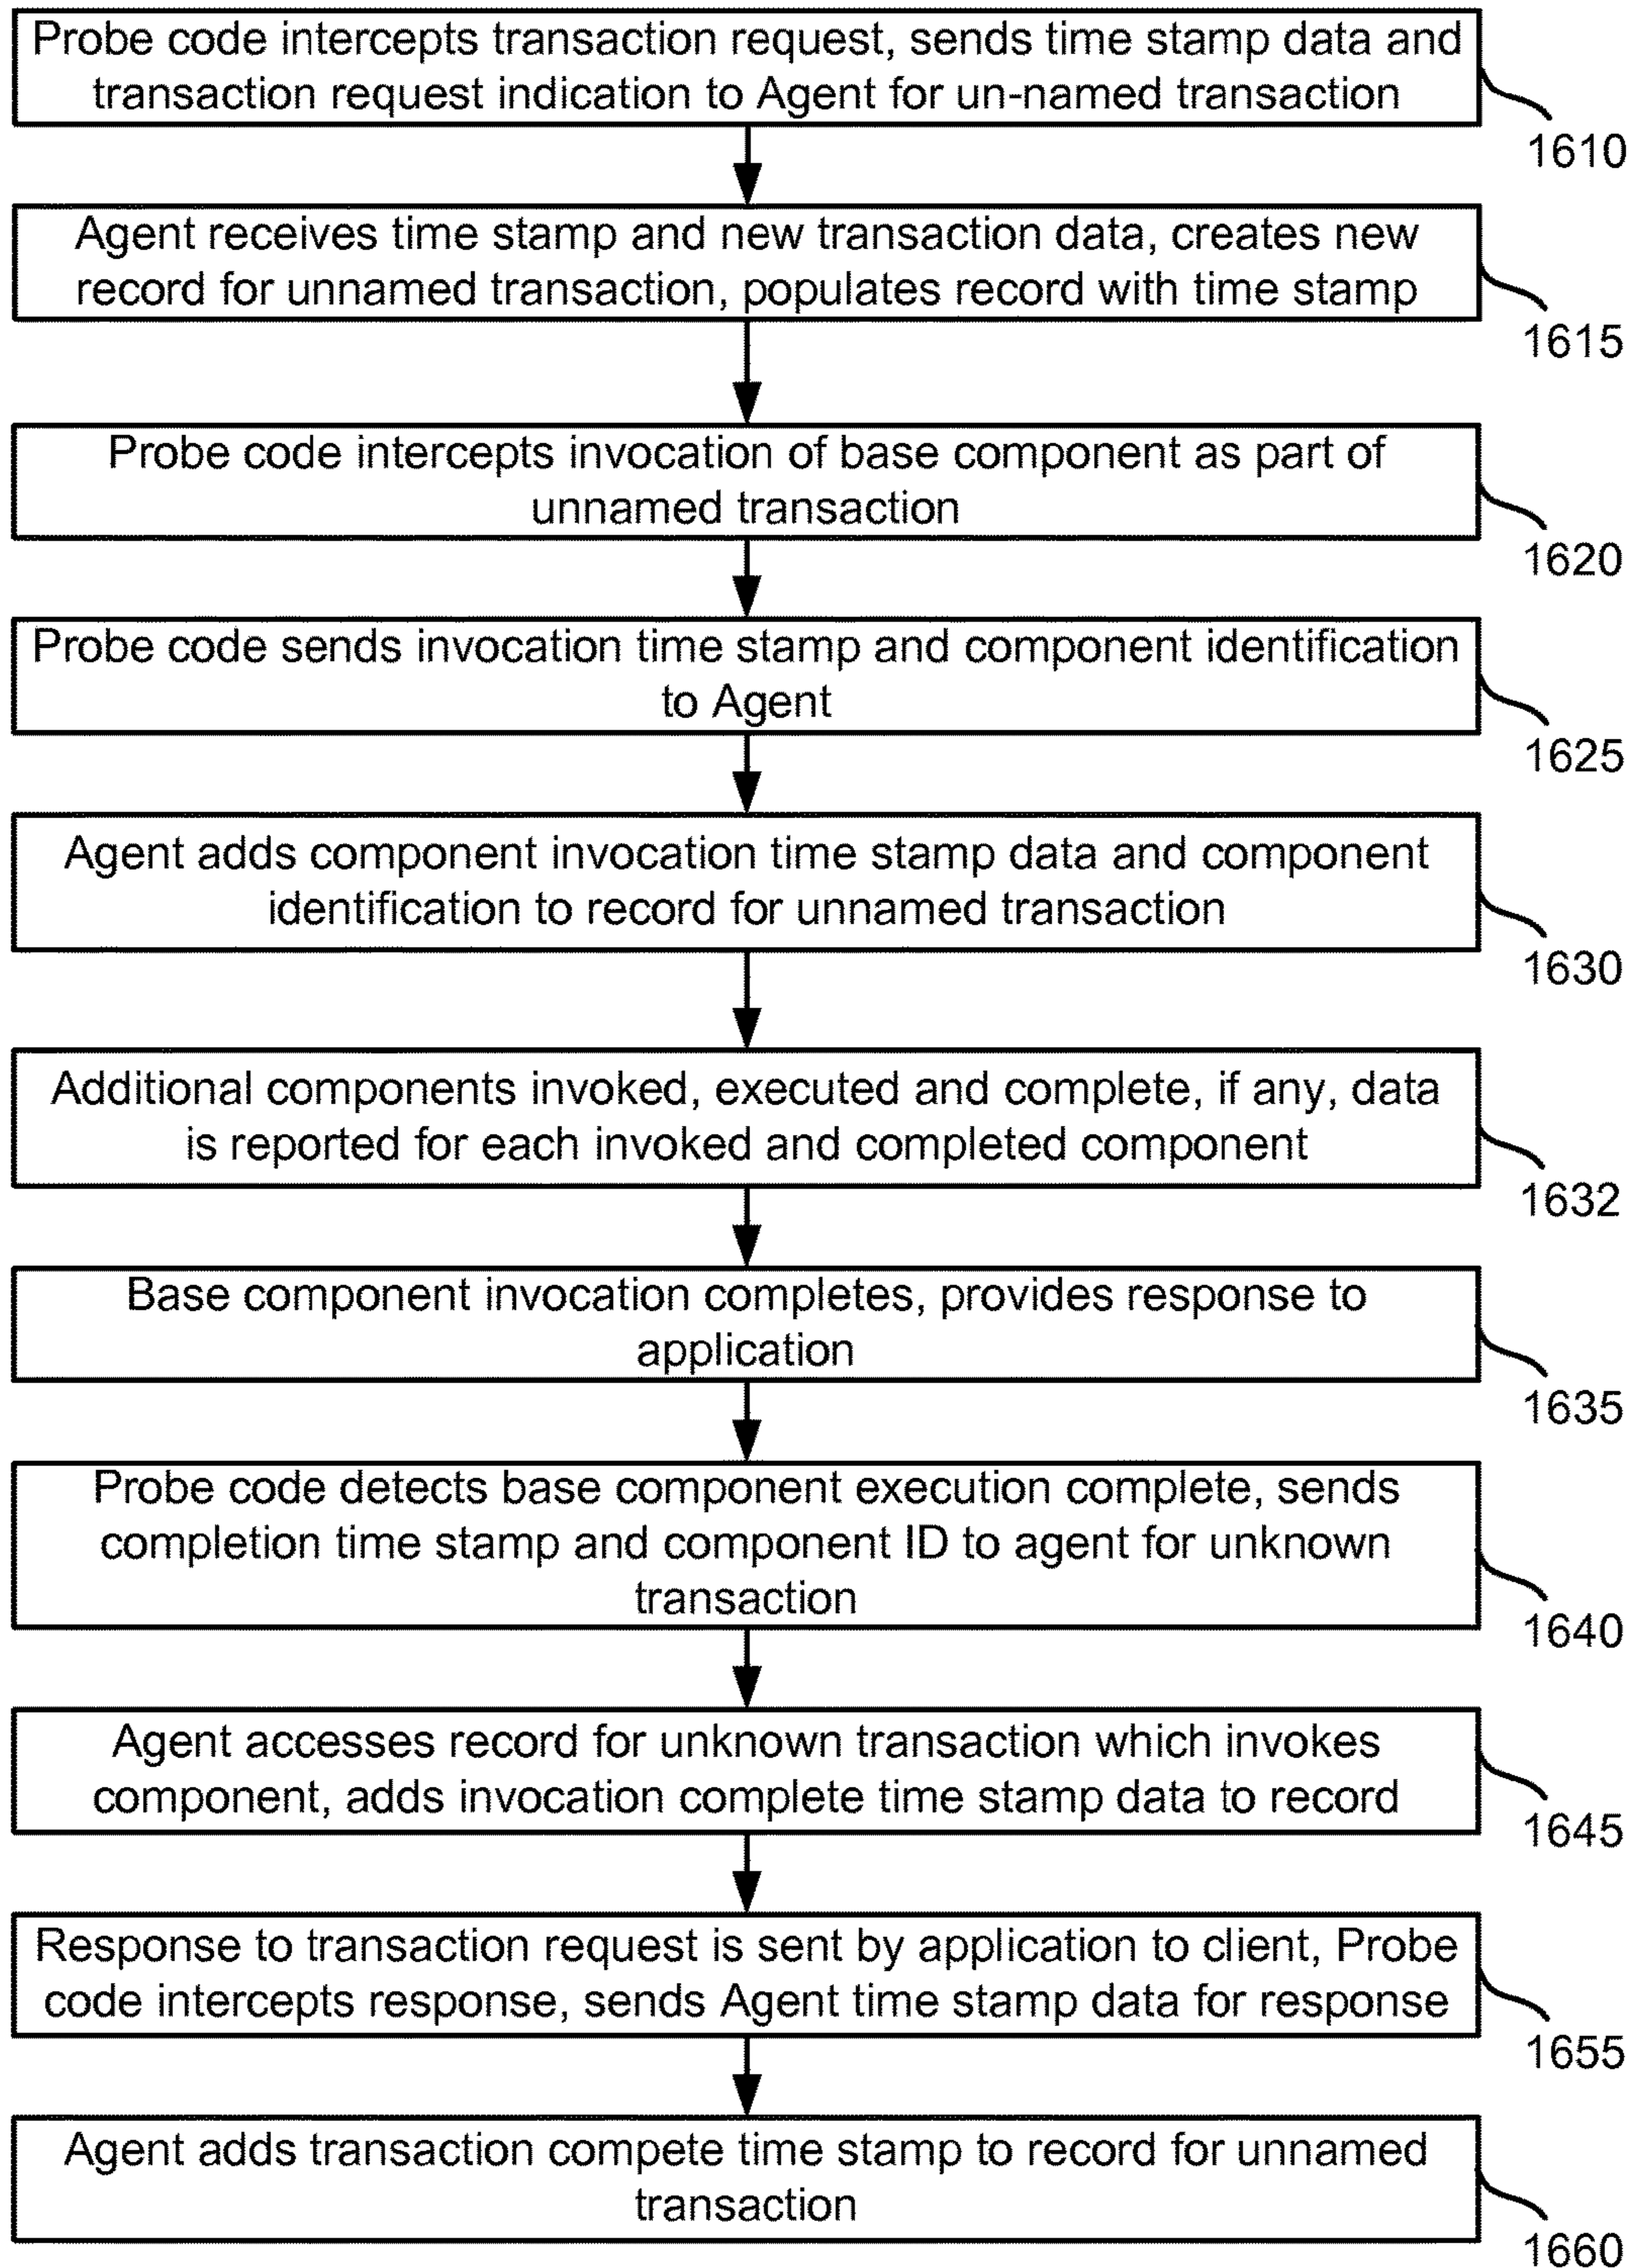 Probe code intercepts transaction request, sends time stamp data and
transaction request indication to Agent for un-named transaction
1610
Agent receives time stamp and new transaction data, creates new
record for unnamed transaction, populates record with time stamp
1615
Probe code intercepts invocation of base component as part of
unnamed transaction
1620
Probe code sends invocation time stamp and component identification
to Agent
1625
Agent adds component invocation time stamp data and component
identification to record for unnamed transaction
1630
Additional components invoked, executed and complete, if any, data
is reported for each invoked and completed component
1632
Base component invocation completes, provides response to
application
1635
Probe code detects base component execution complete, sends
completion time stamp and component ID to agent for unknown
transaction
1640
Agent accesses record for unknown transaction which invokes
component, adds invocation complete time stamp data to record
1645
Response to transaction request is sent by application to client, Probe
code intercepts response, sends Agent time stamp data for response
1655
Agent adds transaction compete time stamp to record for unnamed
transaction
1660